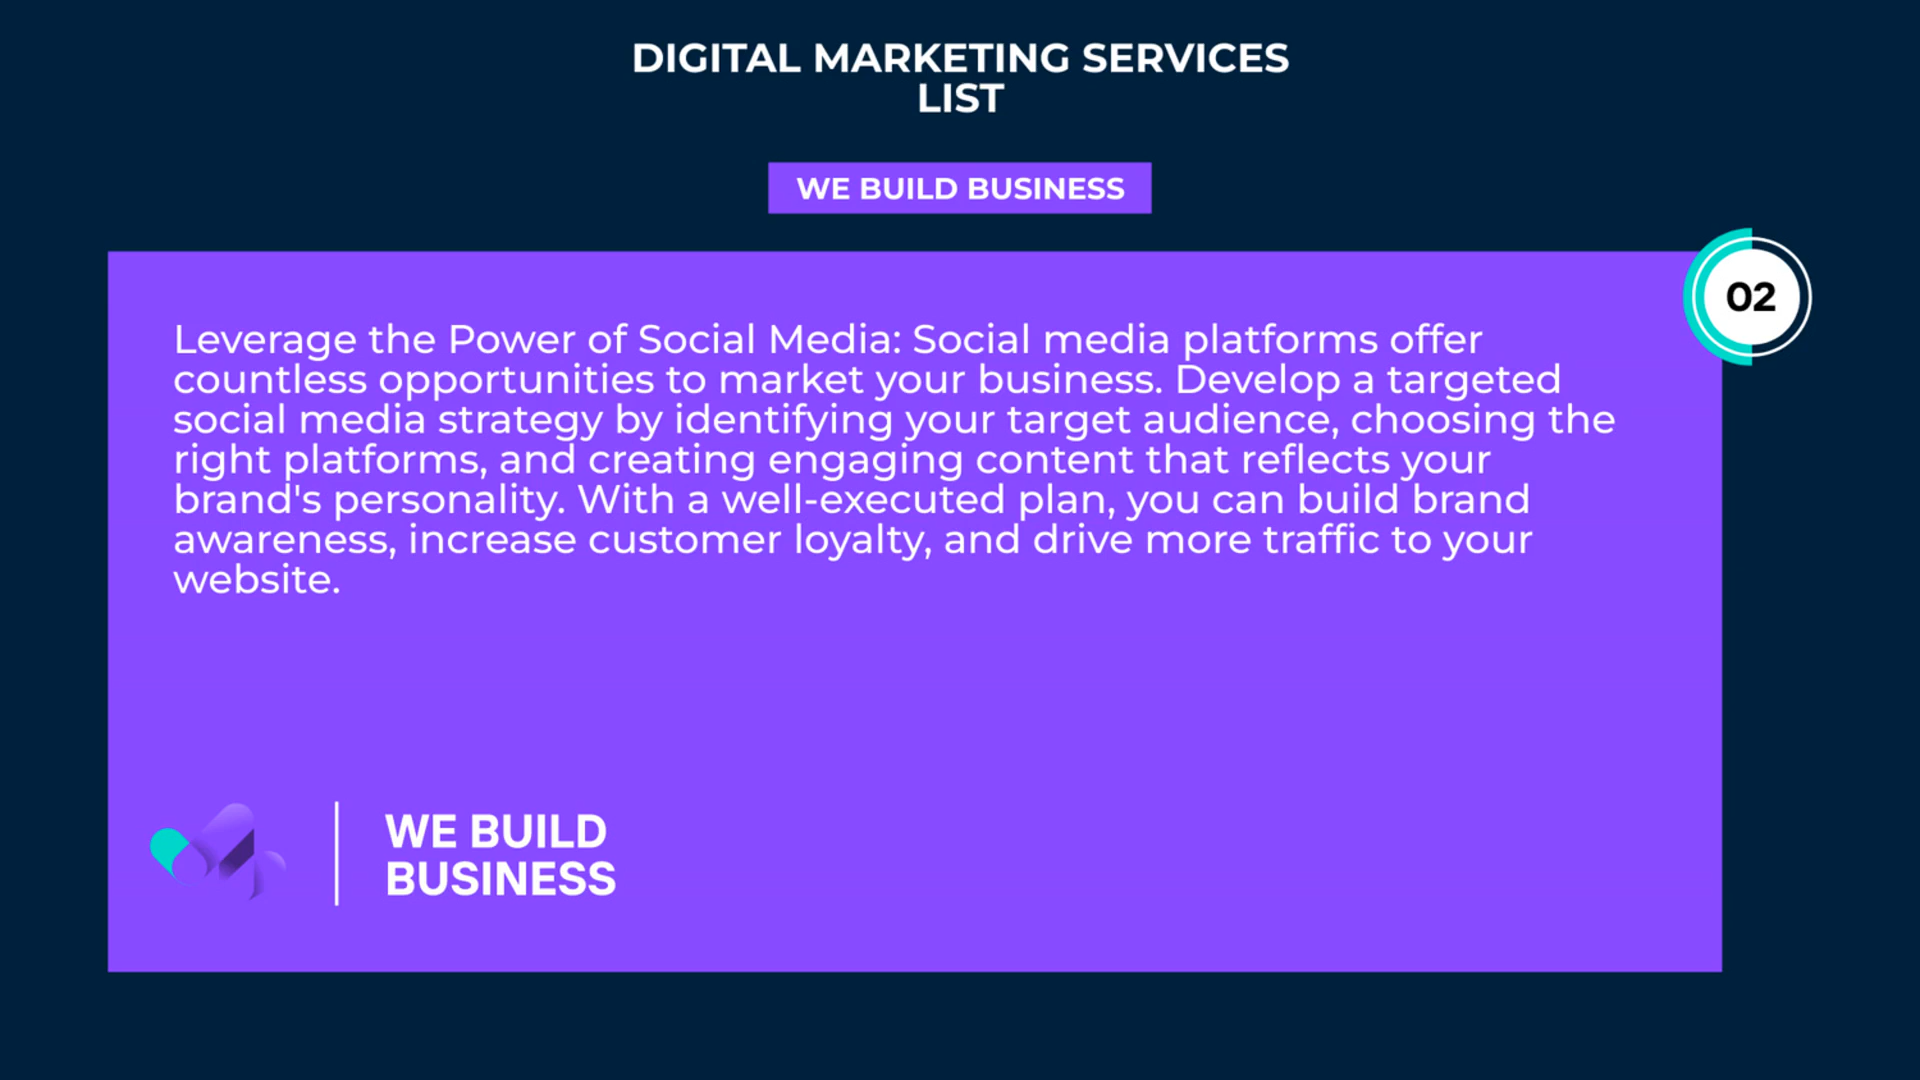 DIGITAL MARKETING SERVICES
LIST
WE BUILD BUSINESS
02
Leverage the Power of Social Media: Social media platforms offer
countless opportunities to market your business. Develop a targeted
social media strategy by identifying your target audience, choosing the
right platforms, and creating engaging content that reflects your
brand's personality. With a well-executed plan, you can build brand
awareness, increase customer loyalty, and drive more traffic to your
website.
WE BUILD
BUSINESS